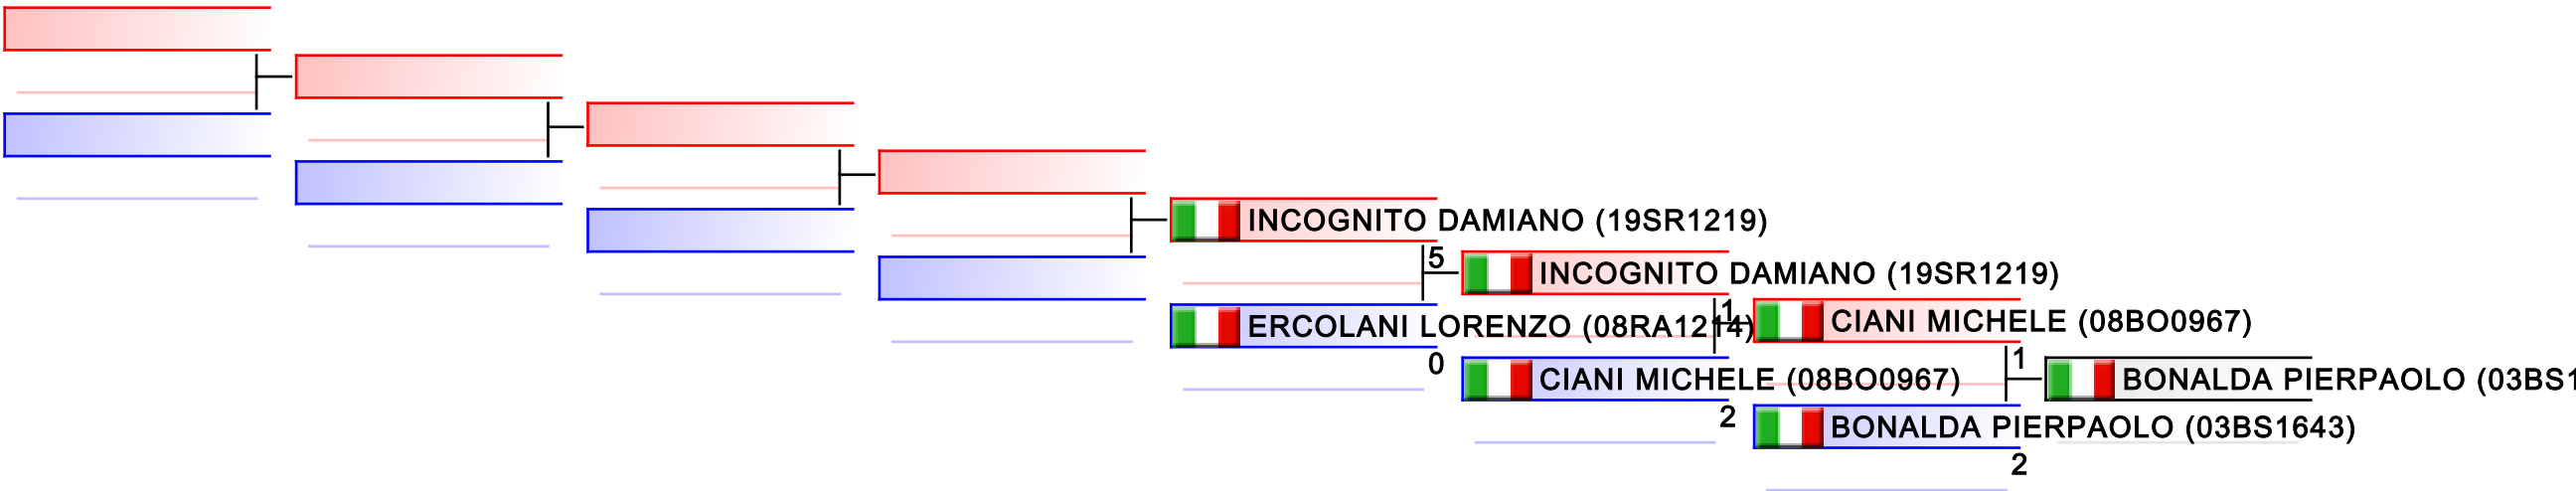 INCOGNITO DAMIANO (19SR1219)
5
INCOGNITO DAMIANO (19SR1219)
ERCOLANI LORENZO (08RA1214)
0
1
CIANI MICHELE (08BO0967)
CIANI MICHELE (08BO0967)
2
1
BONALDA PIERPAOLO (03BS1
BONALDA PIERPAOLO (03BS1643)
2